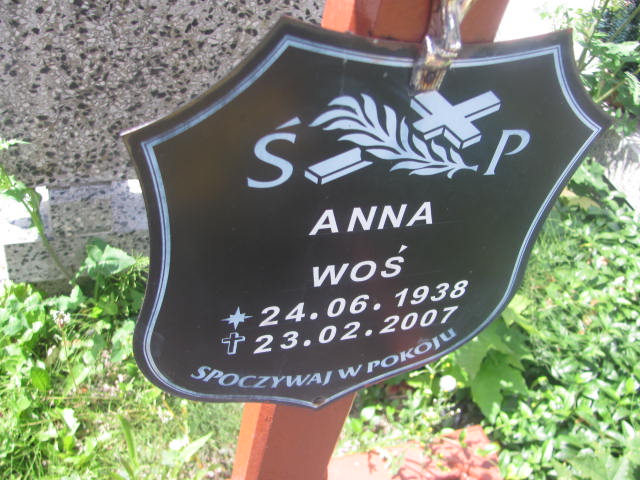 Ś P
ANNA
WOŚ
24.06.1938
23.02.2007
SPOCZYWAJ W POKOJU